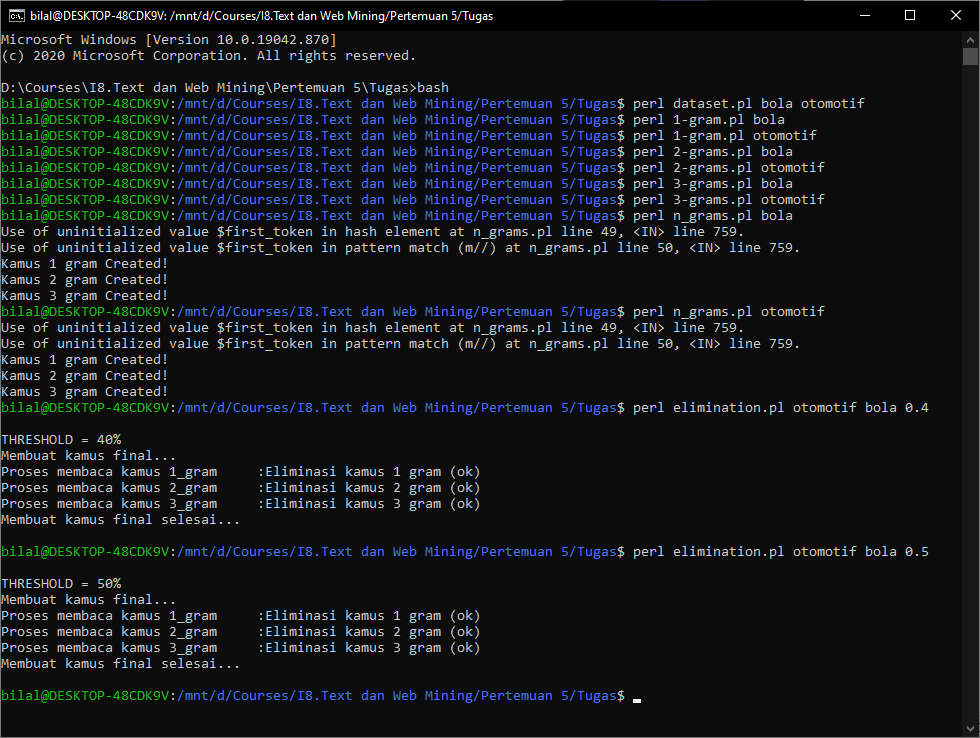 bilal@DESKTOP-48CDK9V: /mnt/d/Courses/I8.Text dan Web Mining/Pertemuan 5/Tugas
Microsoft Windows [Version 10.0.19042.870]
(c) 2020 Microsoft Corporation. All rights reserved.
D:\Courses\I8.Text dan Web Mining\Pertemuan 5\Tugas>bash
bilal@DESKTOP-48CDK9V:/mnt/d/Courses/I8.Text dan Web Mining/Pertemuan 5/Tugas$ perl dataset.pl bola otomotif
bilal@DESKTOP-48CDK9V:/mnt/d/Courses/I8.Text dan Web Mining/Pertemuan 5/Tugas$ perl 1-gram.pl bola
bilal@DESKTOP-48CDK9V:/mnt/d/Courses/I8.Text dan Web Mining/Pertemuan 5/Tugas$ perl 1-gram.pl otomotif
bilal@DESKTOP-48CDK9V:/mnt/d/Courses/I8.Text dan Web Mining/Pertemuan 5/Tugas$ perl 2-grams.pl bola
bilal@DESKTOP-48CDK9V:/mnt/d/Courses/I8.Text dan Web Mining/Pertemuan 5/Tugas$ perl 2-grams.pl otomotif
bilal@DESKTOP-48CDK9V:/mnt/d/Courses/I8.Text dan Web Mining/Pertemuan 5/Tugas$ perl 3-grams.pl bola
bilal@DESKTOP-48CDK9V:/mnt/d/Courses/I8.Text dan Web Mining/Pertemuan 5/Tugas$ perl 3-grams.pl otomotif
bilal@DESKTOP-48CDK9V:/mnt/d/Courses/I8.Text dan Web Mining/Pertemuan 5/Tugas$ perl n_grams.pl bola
Use of uninitialized value $first_token in hash element at n_grams.pl line 49, <IN> line 759.
Use of uninitialized value $first_token in pattern match (m//) at n_grams.pl line 50, <IN> line 759.
Kamus 1 gram Created!
Kamus 2 gram Created!
Kamus 3 gram Created!
bilal@DESKTOP-48CDK9V:/mnt/d/Courses/I8.Text dan Web Mining/Pertemuan 5/Tugas$ perl n_grams.pl otomotif
Use of uninitialized value $first_token in hash element at n_grams.pl line 49, <IN> line 759.
Use of uninitialized value $first_token in pattern match (m//) at n_grams.pl line 50, <IN> line 759.
Kamus 1 gram Created!
Kamus 2 gram Created!
Kamus 3 gram Created!
bilal@DESKTOP-48CDK9V:/mnt/d/Courses/I8.Text dan Web Mining/Pertemuan 5/Tugas$ perl elimination.pl otomotif bola 0.4
THRESHOLD = 40%
Membuat kamus final...
Proses membaca kamus 1_gram     :Eliminasi kamus 1 gram (ok)
Proses membaca kamus 2_gram     :Eliminasi kamus 2 gram (ok)
Proses membaca kamus 3_gram     :Eliminasi kamus 3 gram (ok)
Membuat kamus final selesai...
bilal@DESKTOP-48CDK9V:/mnt/d/Courses/I8.Text dan Web Mining/Pertemuan 5/Tugas$ perl elimination.pl otomotif bola 0.5
THRESHOLD = 50%
Membuat kamus final...
Proses membaca kamus 1_gram     :Eliminasi kamus 1 gram (ok)
Proses membaca kamus 2_gram     :Eliminasi kamus 2 gram (ok)
Proses membaca kamus 3_gram     :Eliminasi kamus 3 gram (ok)
Membuat kamus final selesai...
bilal@DESKTOP-48CDK9V:/mnt/d/Courses/I8.Text dan Web Mining/Pertemuan 5/Tugas$